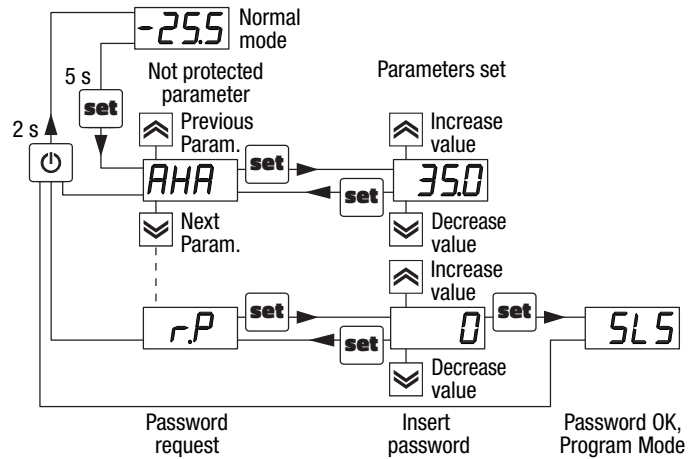 -25.5
Normal
mode
5 s
set
Not protected
parameter
Parameters set
2 s
Previous
Param.
Increase
value
AHA
set
set
35.0
Next
Param.
Decrease
value
Increase
value
r.P
set
set
0
set
SLS
Decrease
value
Password
request
Insert
password
Password OK,
Program Mode